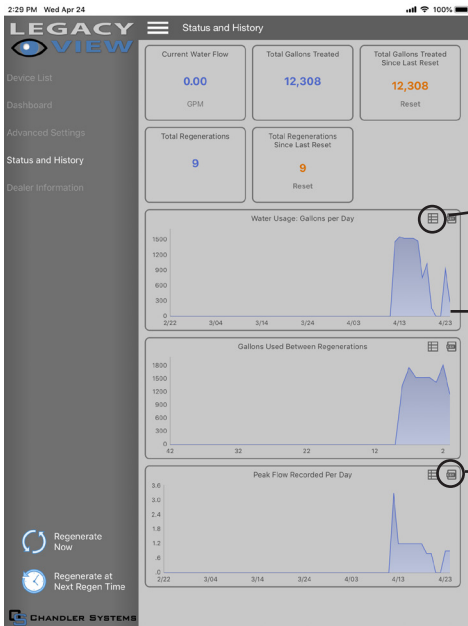 2:29 PM Wed Apr 24
100%
LEGACY
VIEW
Status and History
Device List
Dashboard
Advanced Settings
Status and History
Dealer Information
Current Water Flow
0.00
GPM
Total Gallons Treated
12,308
Total Gallons Treated
Since Last Reset
12,308
Reset
Total Regenerations
9
Total Regenerations
Since Last Reset
9
Reset
Water Usage: Gallons per Day
1500
1200
900
600
300
0
2/22 3/04 3/14 3/24 4/03 4/13 4/23
Gallons Used Between Regenerations
1800
1500
1200
900
600
300
0
42 32 22 12 2
Peak Flow Recorded Per Day
3.6
3.0
2.4
1.8
1.2
.6
.0
2/22 3/04 3/14 3/24 4/03 4/13 4/23
Regenerate
Now
Regenerate at
Next Regen Time
CS CHANDLER SYSTEMS